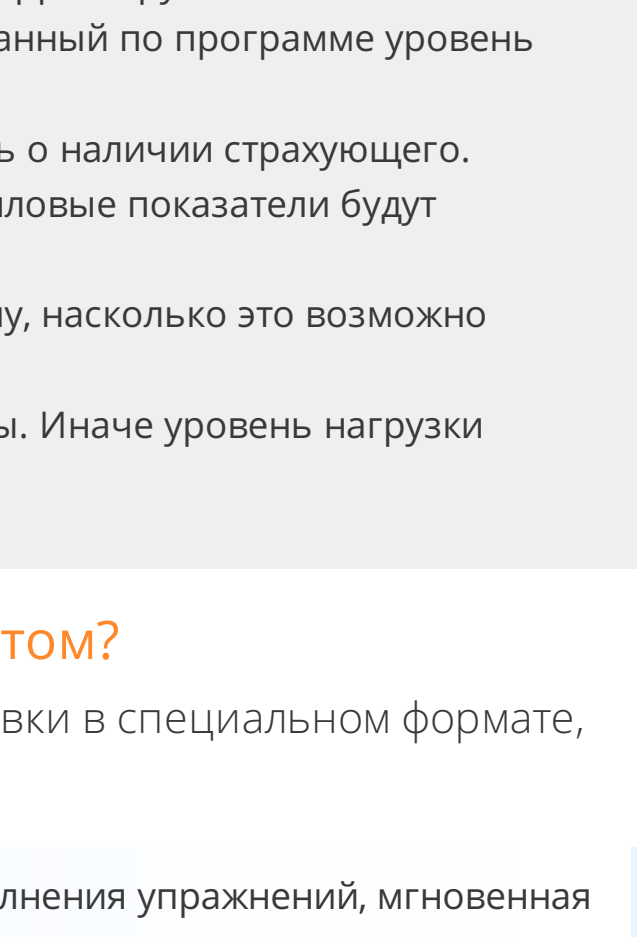 анный по программе уровень
ь о наличии страхующего.
ловые показатели будут
у, насколько это возможно
ы. Иначе уровень нагрузки
том?
вки в специальном формате,
лнения упражнений, мгновенная